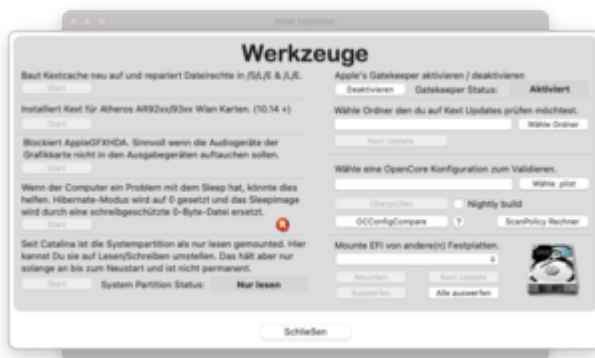 Kext Updater
Werkzeuge
Baut Kextcache neu auf und repariert Dateirechte in /S/L/E & /L/E.
Start
Installiert Kext für Atheros AR92xx/93xx Wlan Karten. (10.14 +)
Start
Blockiert AppleGFXHDA. Sinnvoll wenn die Audiogeräte der
Grafikkarte nicht in den Ausgabegeräten auftauchen sollen.
Start
Wenn der Computer ein Problem mit dem Sleep hat, könnte dies
helfen. Hibernate-Modus wird auf 0 gesetzt und das Sleepimage
wird durch eine schreibgeschützte 0-Byte-Datei ersetzt.
Start
Seit Catalina ist die Systempartition als nur lesen gemounted. Hier
kannst Du sie auf Lesen/Schreiben umstellen. Das hält aber nur
solange an bis zum Neustart und ist nicht permanent.
Start System Partition Status: Nur lesen
Apple's Gatekeeper aktivieren / deaktivieren
Deaktivieren Gatekeeper Status: Aktiviert
Wähle Ordner den du auf Kext Updates prüfen möchtest.
Wähle Ordner
Kext Update
Wähle eine OpenCore Konfiguration zum Validieren.
Wähle .plist
Überprüfen Nightly build
OCConfigCompare ? ScanPolicy Rechner
Mounte EFI von andere(n) Festplatten.
Mounten Kext Update
Auswerfen Alle auswerfen
Schließen